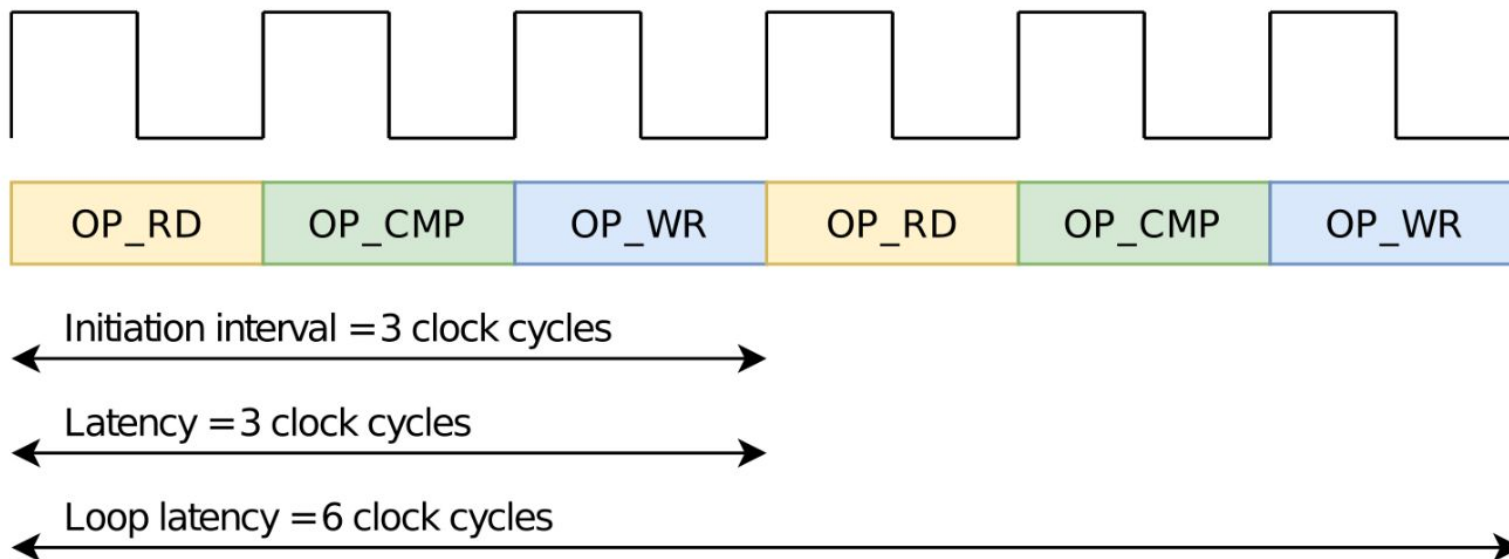 OP_RD OP_CMP OP_WR OP_RD OP_CMP OP_WR
Initiation interval = 3 clock cycles
Latency = 3 clock cycles
Loop latency = 6 clock cycles